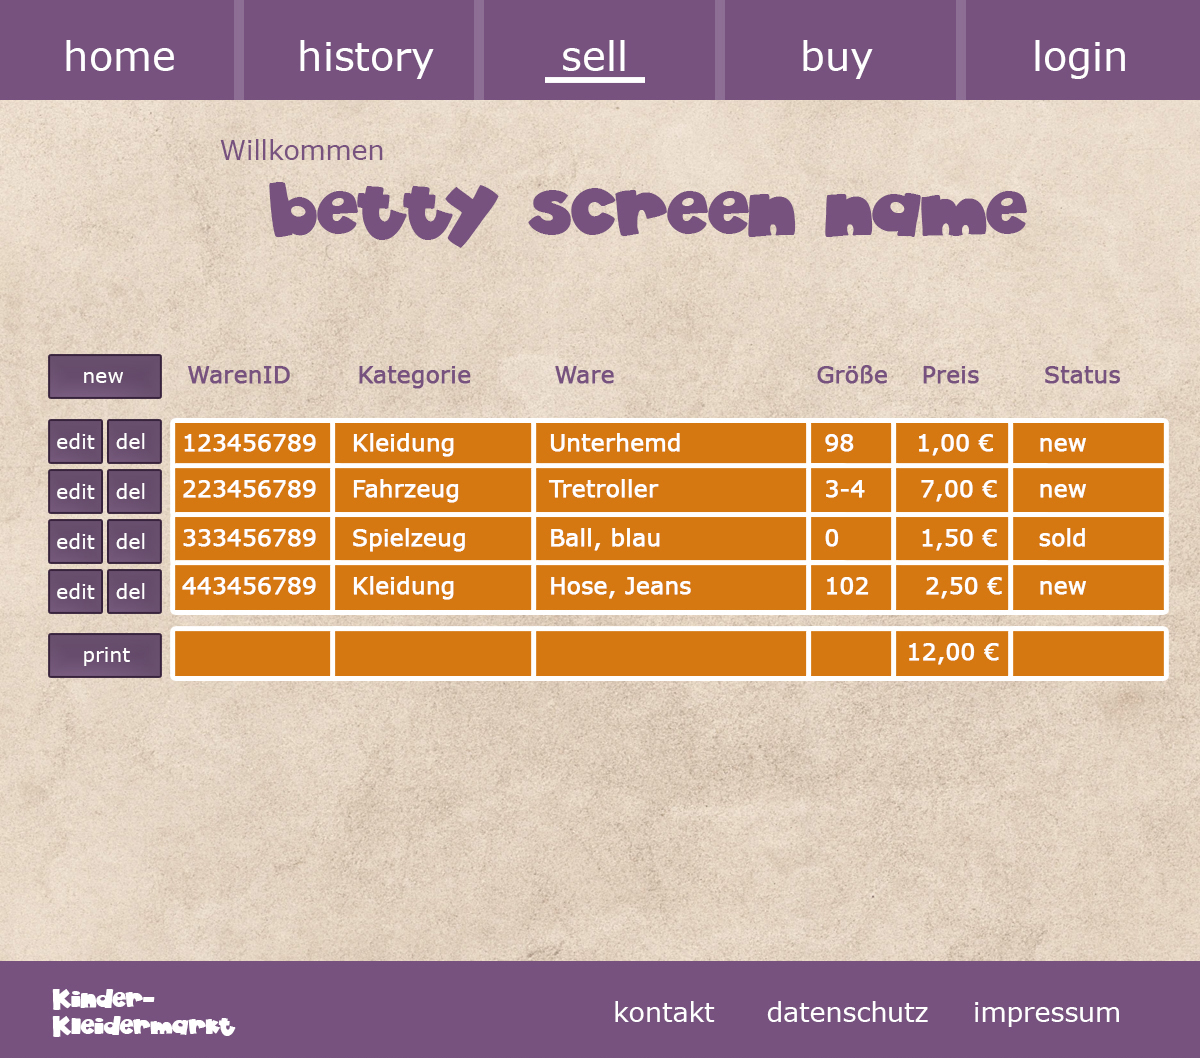 home history sell buy login
Willkommen
betty screen name
new WarenID Kategorie Ware Größe Preis Status
edit del 123456789 Kleidung Unterhemd 98 1,00 € new
edit del 223456789 Fahrzeug Tretroller 3-4 7,00 € new
edit del 333456789 Spielzeug Ball, blau 0 1,50 € sold
edit del 443456789 Kleidung Hose, Jeans 102 2,50 € new
print 12,00 €
Kinder-
Kleidermarkt
kontakt datenschutz impressum